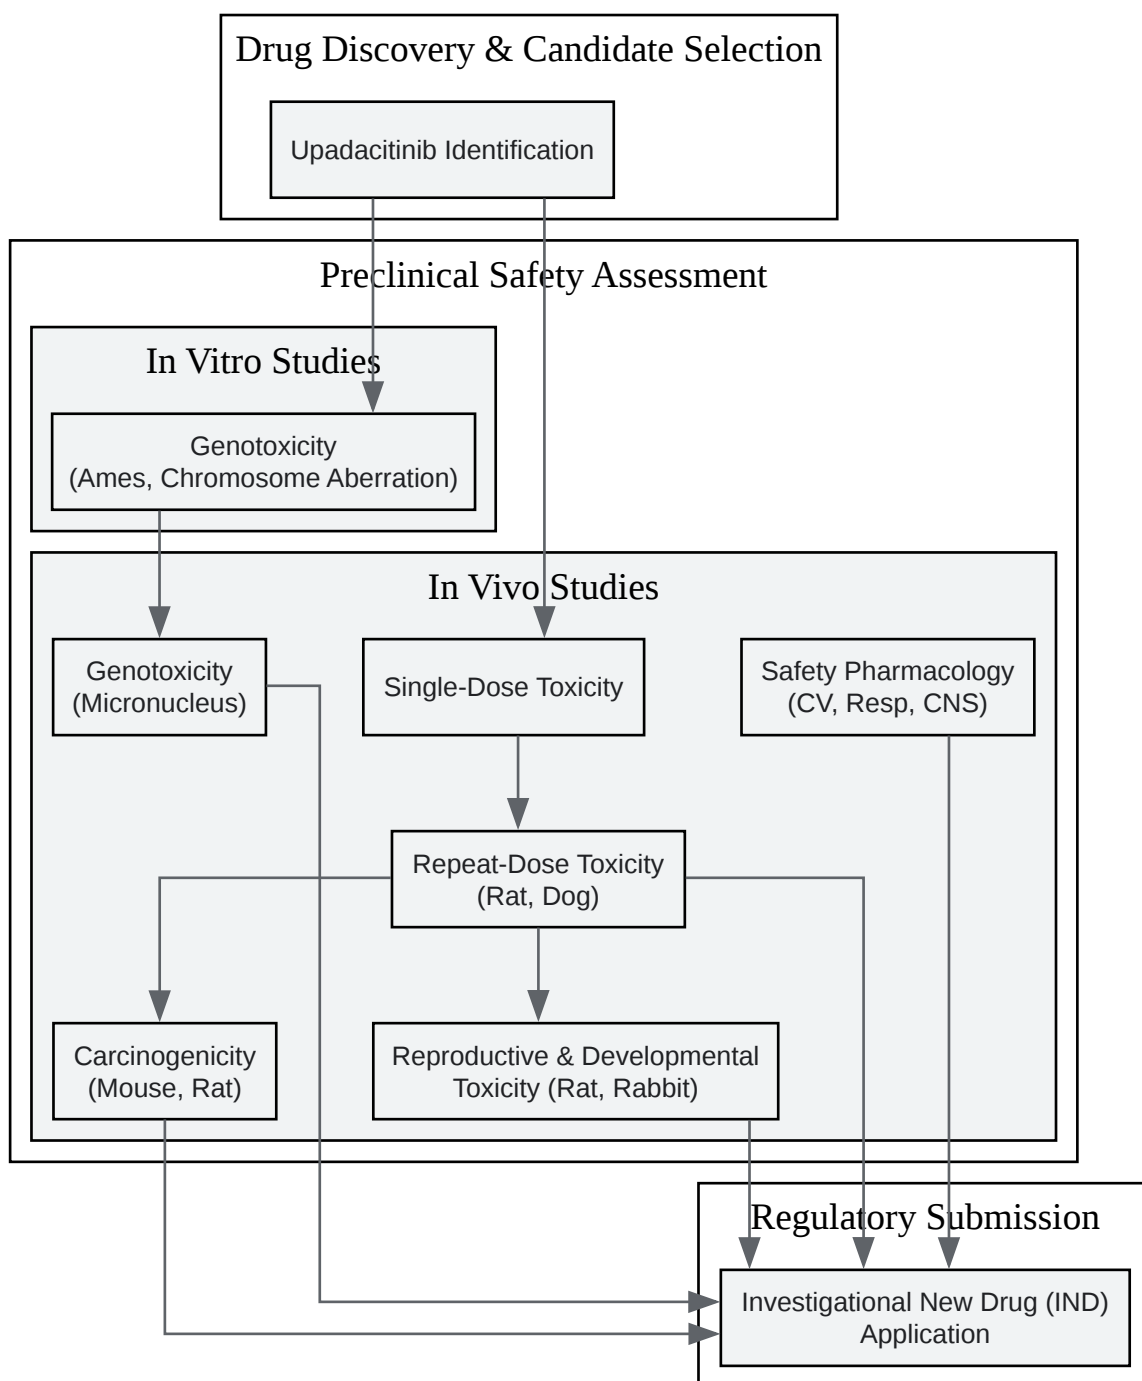 Drug Discovery & Candidate Selection
Upadacitinib Identification
Preclinical Safety Assessment
In Vitro Studies
Genotoxicity
(Ames, Chromosome Aberration)
In Vivo Studies
Genotoxicity
(Micronucleus)
Single-Dose Toxicity
Safety Pharmacology
(CV, Resp, CNS)
Repeat-Dose Toxicity
(Rat, Dog)
Carcinogenicity
(Mouse, Rat)
Reproductive & Developmental
Toxicity (Rat, Rabbit)
Regulatory Submission
Investigational New Drug (IND)
Application